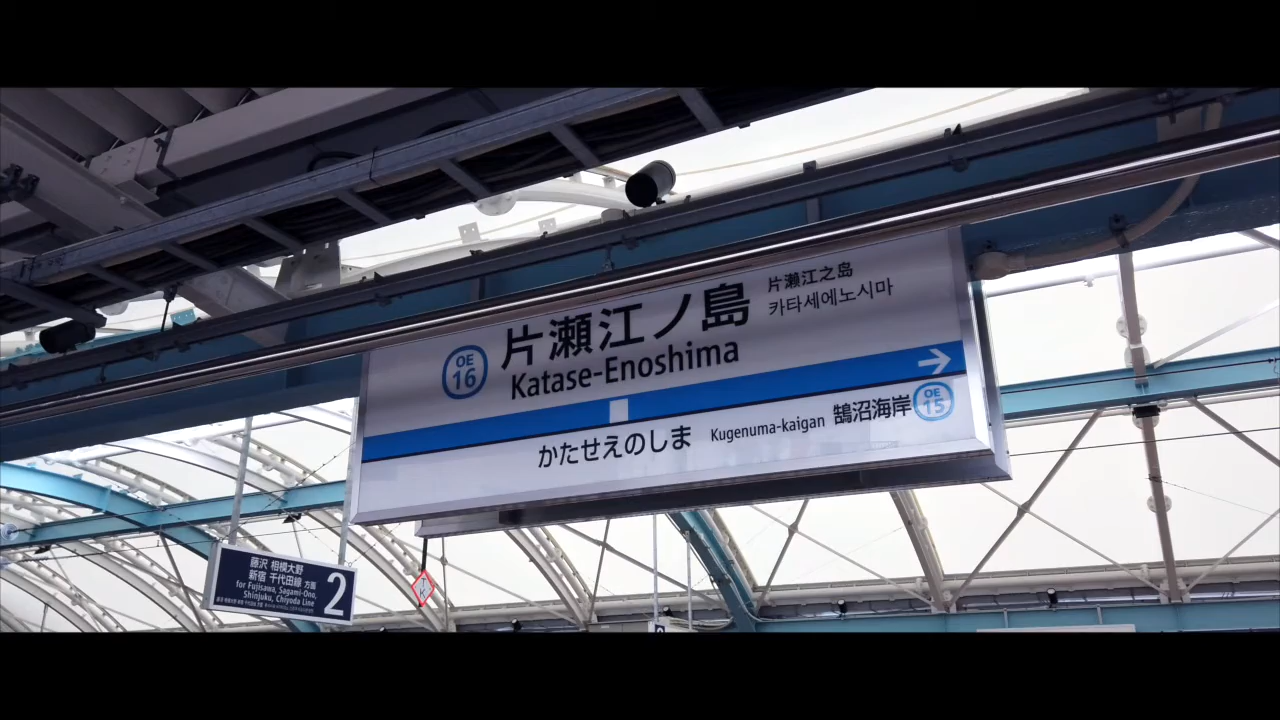 OE
16
片瀬江ノ島
Katase-Enoshima
片瀬江之岛
카타세에노시마
かたせえのしま
Kugenuma-kaigan 鵠沼海岸
OE
15
藤沢 相模大野
新宿 千代田線 方面
for Fujisawa, Sagami-Ono,
Shinjuku, Chiyoda Line
2